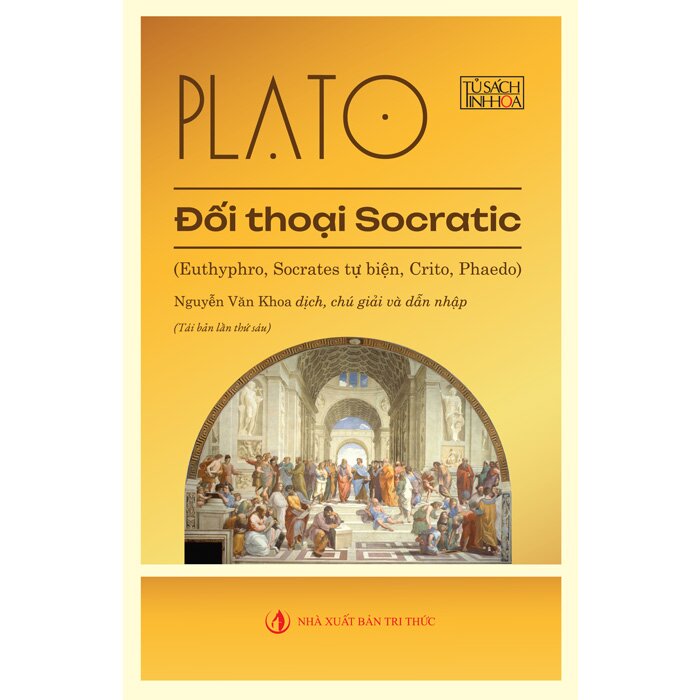 PLATO
TỦ SÁCH
TINH HOA
Đối thoại Socratic
(Euthyphro, Socrates tự biện, Crito, Phaedo)
Nguyễn Văn Khoa dịch, chú giải và dẫn nhập
(Tái bản lần thứ sáu)
NHÀ XUẤT BẢN TRI THỨC